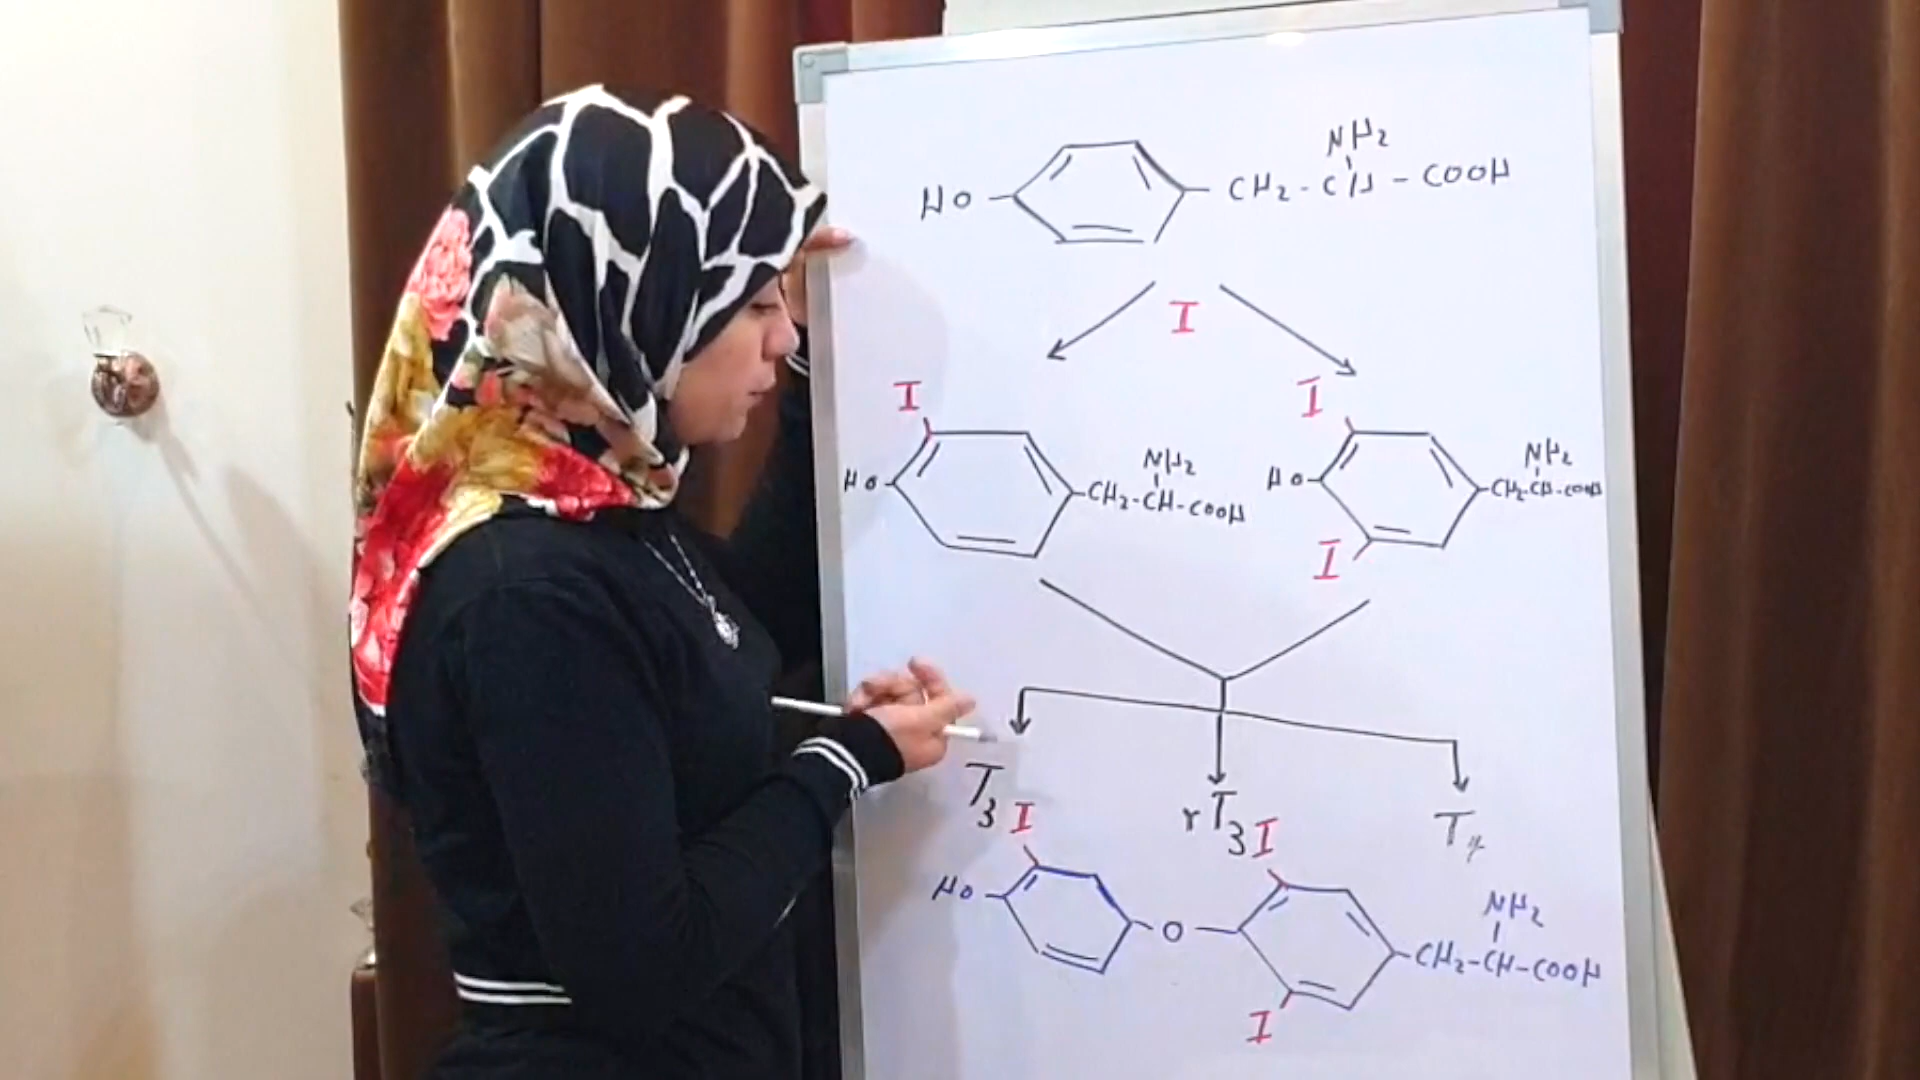 NH2
HO CH2-CH-COOH
I
I I
NH2 NH2
HO CH2-CH-COOH HO CH2-CH-COOH
I
T3 rT3 T4
I I
NH2
HO O CH2-CH-COOH
I